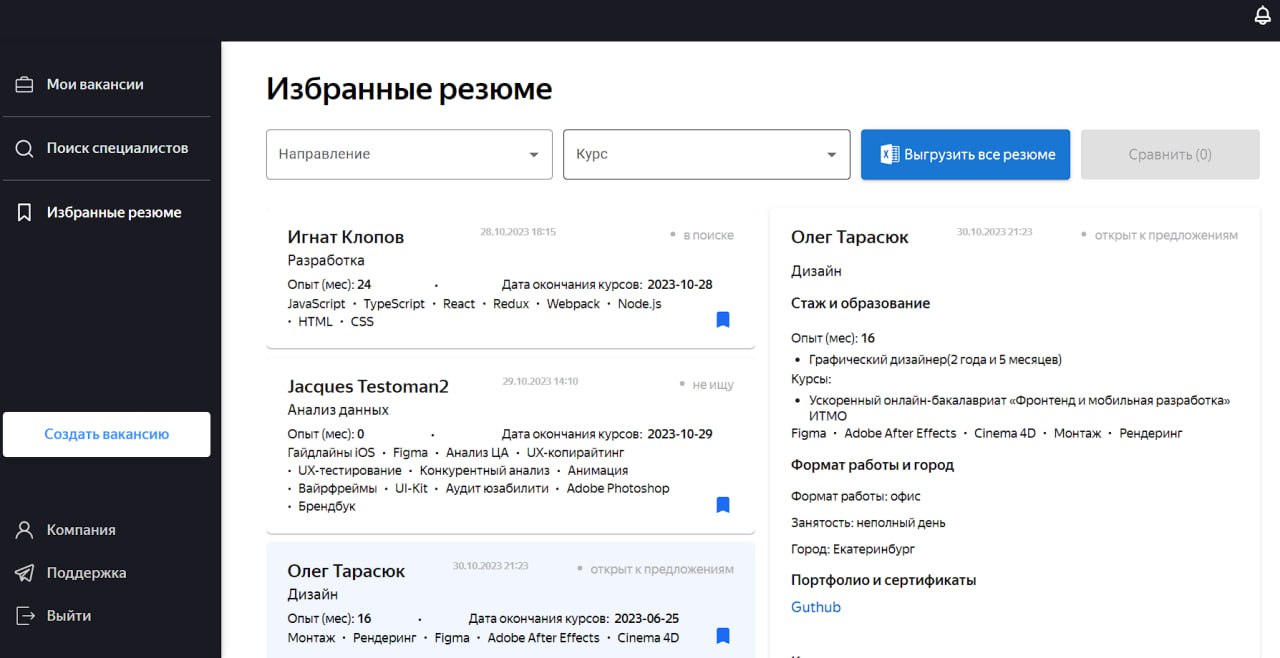 Мои вакансии
Поиск специалистов
Избранные резюме
Создать вакансию
Компания
Поддержка
Выйти
Избранные резюме
Направление
Курс
Выгрузить все резюме
Сравнить (0)
Игнат Клопов 28.10.2023 18:15 • в поиске
Разработка
Опыт (мес): 24 • Дата окончания курсов: 2023-10-28
JavaScript • TypeScript • React • Redux • Webpack • Node.js
• HTML • CSS
Jacques Testoman2 29.10.2023 14:10 • не ищу
Анализ данных
Опыт (мес): 0 • Дата окончания курсов: 2023-10-29
Гайдлайны iOS • Figma • Анализ ЦА • UX-копирайтинг
• UX-тестирование • Конкурентный анализ • Анимация
• Вайрфреймы • UI-Kit • Аудит юзабилити • Adobe Photoshop
• Брендбук
Олег Тарасюк 30.10.2023 21:23 • открыт к предложениям
Дизайн
Опыт (мес): 16 • Дата окончания курсов: 2023-06-25
Монтаж • Рендеринг • Figma • Adobe After Effects • Cinema 4D
Олег Тарасюк 30.10.2023 21:23 • открыт к предложениям
Дизайн
Стаж и образование
Опыт (мес): 16
• Графический дизайнер(2 года и 5 месяцев)
Курсы:
• Ускоренный онлайн-бакалавриат «Фронтенд и мобильная разработка»
ИТМО
Figma • Adobe After Effects • Cinema 4D • Монтаж • Рендеринг
Формат работы и город
Формат работы: офис
Занятость: неполный день
Город: Екатеринбург
Портфолио и сертификаты
Guthub